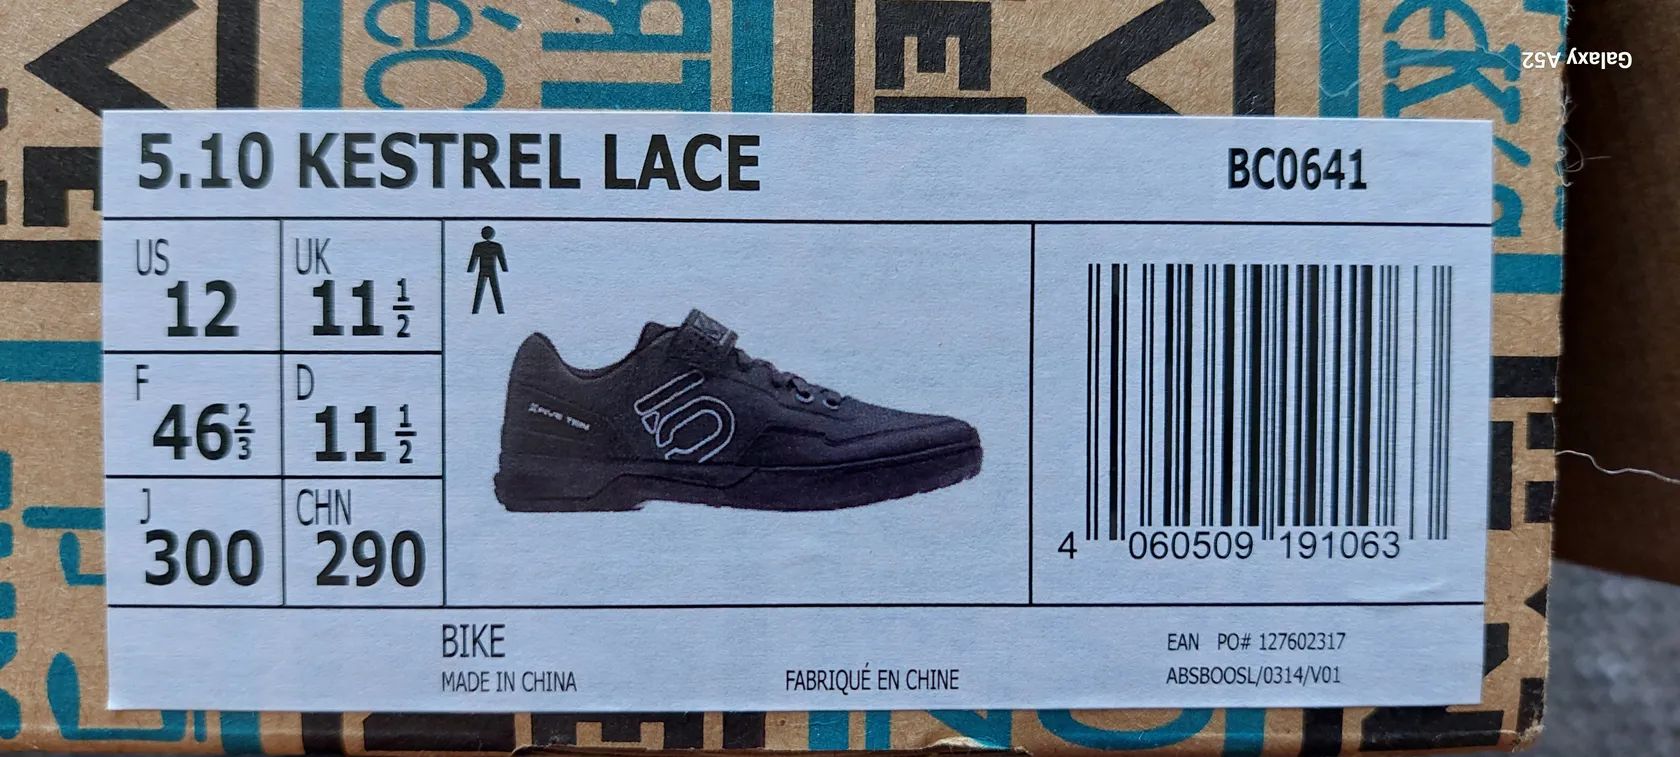 Galaxy A52
5.10 KESTREL LACE
BC0641
US
12
UK
11 1/2
F
46 2/3
D
11 1/2
J
300
CHN
290
4 060509 191063
BIKE
MADE IN CHINA
FABRIQUÉ EN CHINE
EAN PO# 127602317
ABSBOOSL/0314/V01